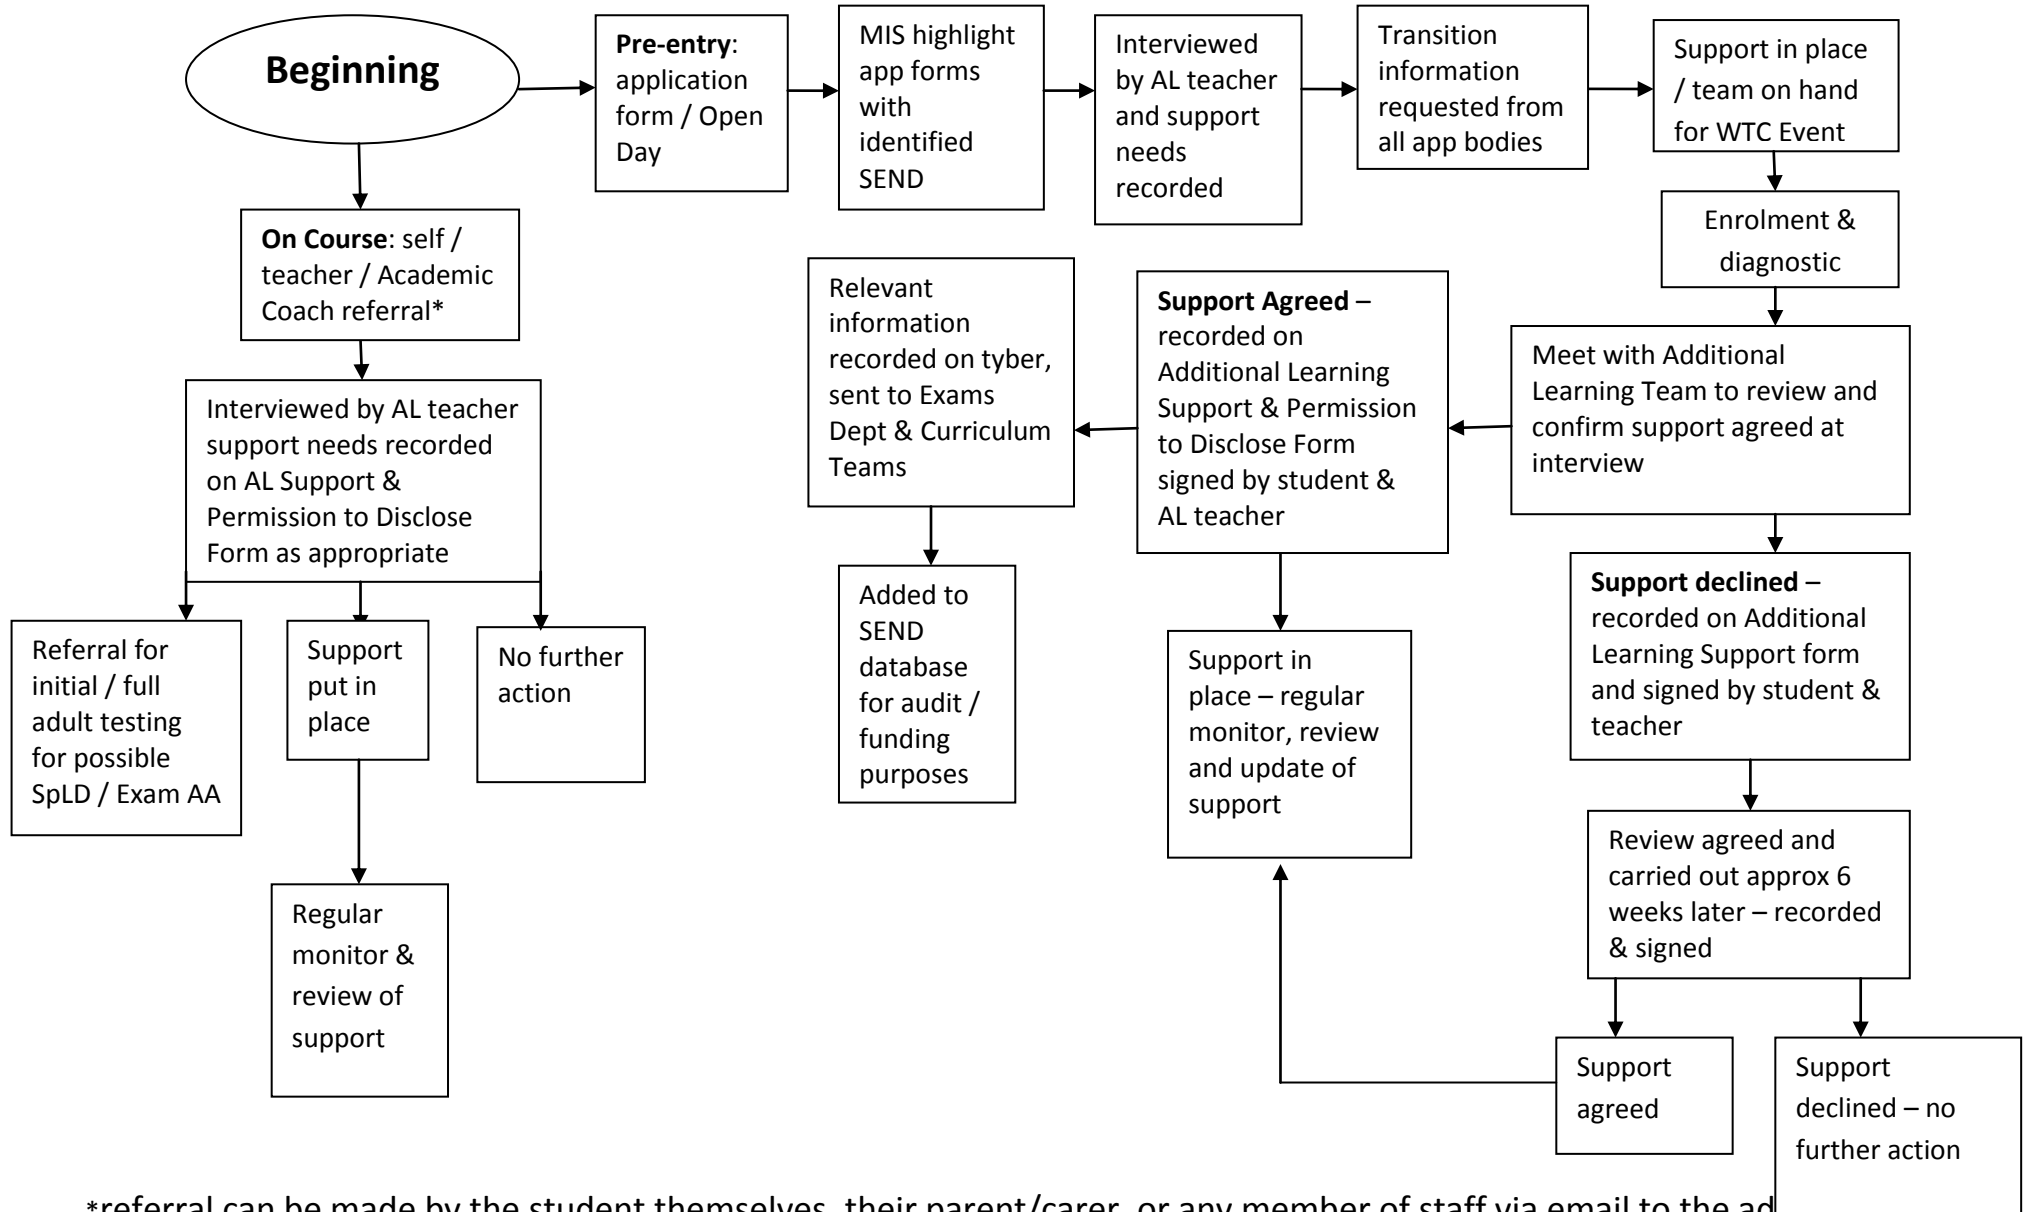 Beginning
Pre-entry:
application
form / Open
Day
MIS highlight
app forms
with
identified
SEND
Interviewed
by AL teacher
and support
needs
recorded
Transition
information
requested from
all app bodies
Support in place
/ team on hand
for WTC Event
Enrolment &
diagnostic
On Course: self /
teacher / Academic
Coach referral*
Relevant
information
recorded on tyber,
sent to Exams
Dept & Curriculum
Teams
Support Agreed –
recorded on
Additional Learning
Support & Permission
to Disclose Form
signed by student &
AL teacher
Meet with Additional
Learning Team to review and
confirm support agreed at
interview
Interviewed by AL teacher
support needs recorded
on AL Support &
Permission to Disclose
Form as appropriate
Referral for
initial / full
adult testing
for possible
SpLD / Exam AA
Support
put in
place
No further
action
Added to
SEND
database
for audit /
funding
purposes
Support in
place – regular
monitor, review
and update of
support
Support declined –
recorded on Additional
Learning Support form
and signed by student &
teacher
Review agreed and
carried out approx 6
weeks later – recorded
& signed
Regular
monitor &
review of
support
Support
agreed
Support
declined – no
further action
*referral can be made by the student themselves, their parent/carer, or any member of staff via email to the